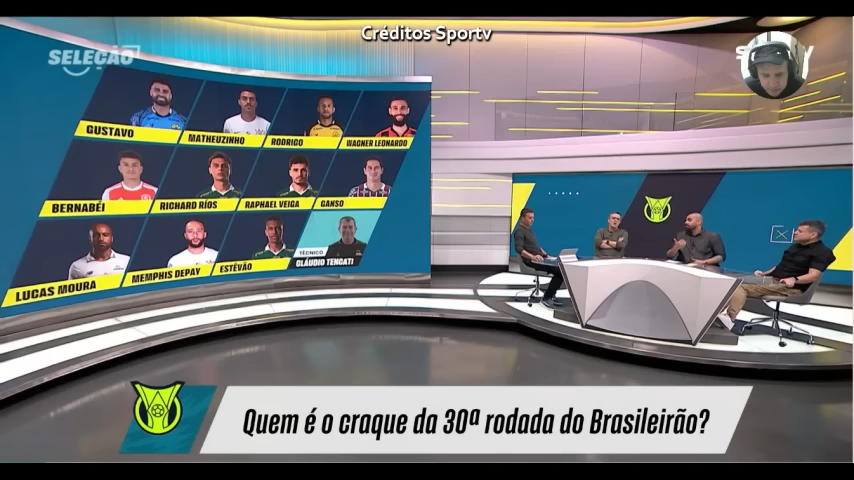 Créditos Sportv
SELEÇÃO
GUSTAVO
MATHEUZINHO
RODRIGO
WAGNER LEONARDO
BERNABÉI
RICHARD RÍOS
RAPHAEL VEIGA
GANSO
LUCAS MOURA
MEMPHIS DEPAY
ESTÊVÃO
TÉCNICO
CLÁUDIO TENCATI
Quem é o craque da 30ª rodada do Brasileirão?